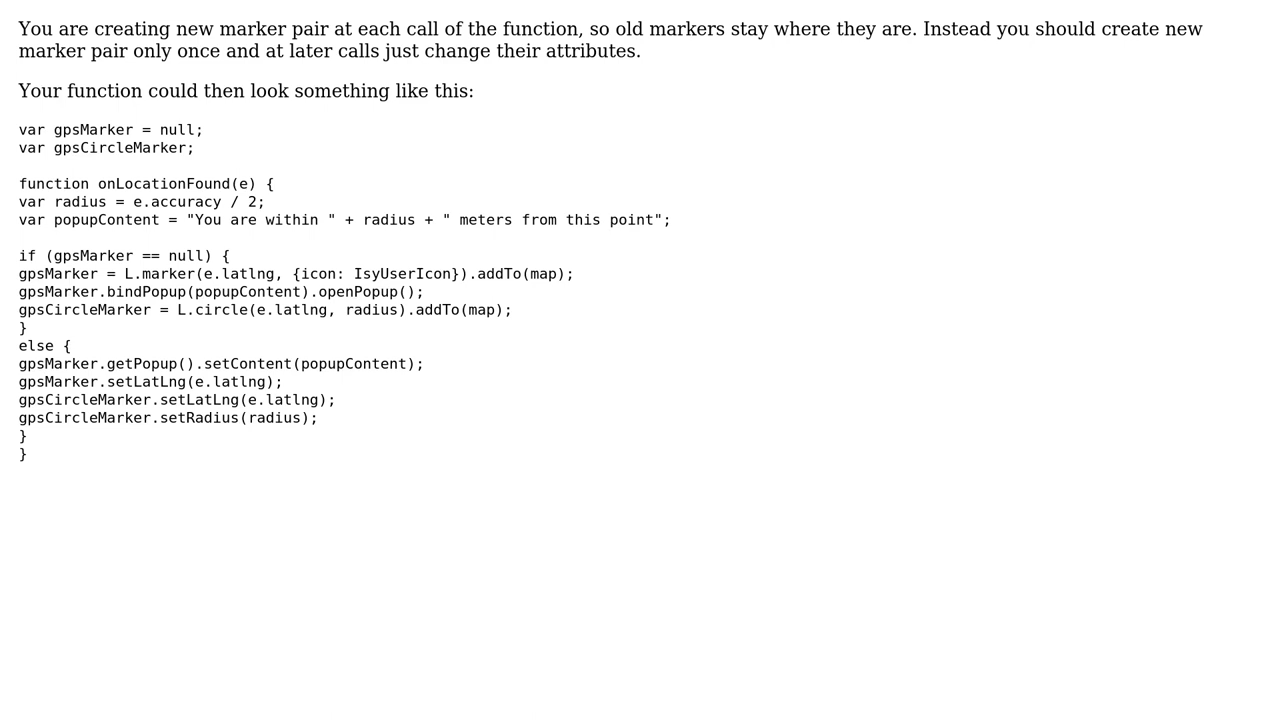 You are creating new marker pair at each call of the function, so old markers stay where they are. Instead you should create new
marker pair only once and at later calls just change their attributes.
Your function could then look something like this:
var gpsMarker = null;
var gpsCircleMarker;
function onLocationFound(e) {
var radius = e.accuracy / 2;
var popupContent = "You are within " + radius + " meters from this point";
if (gpsMarker == null) {
gpsMarker = L.marker(e.latlng, {icon: IsyUserIcon}).addTo(map);
gpsMarker.bindPopup(popupContent).openPopup();
gpsCircleMarker = L.circle(e.latlng, radius).addTo(map);
}
else {
gpsMarker.getPopup().setContent(popupContent);
gpsMarker.setLatLng(e.latlng);
gpsCircleMarker.setLatLng(e.latlng);
gpsCircleMarker.setRadius(radius);
}
}